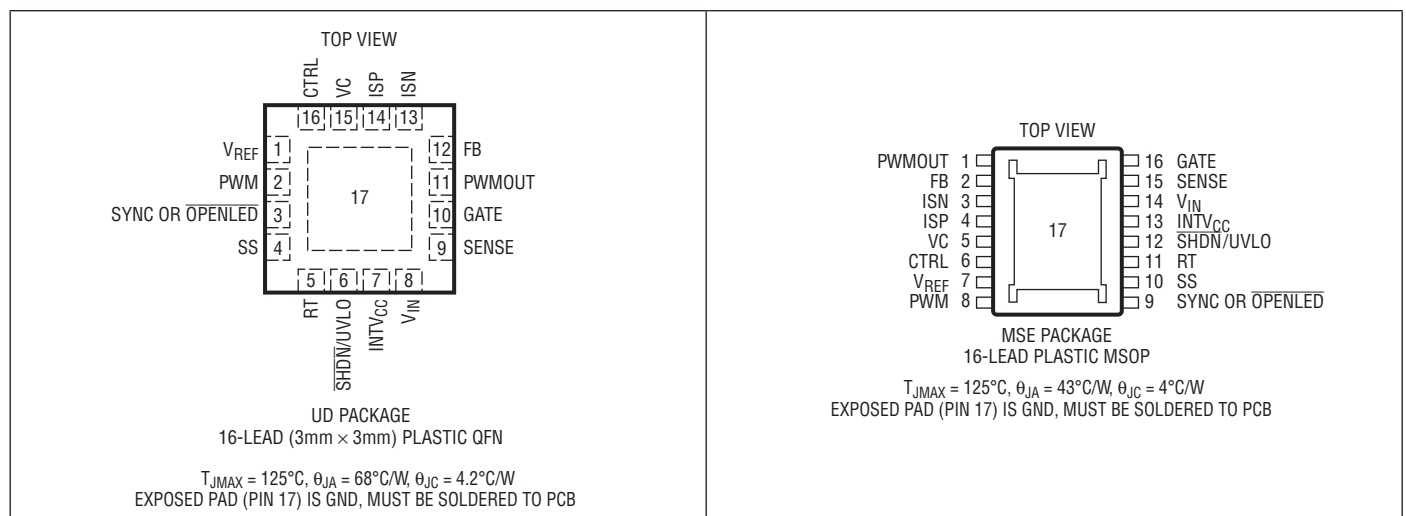 TOP VIEW
CTRL
VC
ISP
ISN
16
15
14
13
VREF 1
PWM 2
SYNC OR OPENLED 3
SS 4
12 FB
11 PWMOUT
10 GATE
9 SENSE
17
5
6
7
8
RT
SHDN/UVLO
INTVCC
VIN
UD PACKAGE
16-LEAD (3mm × 3mm) PLASTIC QFN
TJMAX = 125°C, θJA = 68°C/W, θJC = 4.2°C/W
EXPOSED PAD (PIN 17) IS GND, MUST BE SOLDERED TO PCB
TOP VIEW
PWMOUT 1
FB 2
ISN 3
ISP 4
VC 5
CTRL 6
VREF 7
PWM 8
17
16 GATE
15 SENSE
14 VIN
13 INTVCC
12 SHDN/UVLO
11 RT
10 SS
9 SYNC OR OPENLED
MSE PACKAGE
16-LEAD PLASTIC MSOP
TJMAX = 125°C, θJA = 43°C/W, θJC = 4°C/W
EXPOSED PAD (PIN 17) IS GND, MUST BE SOLDERED TO PCB